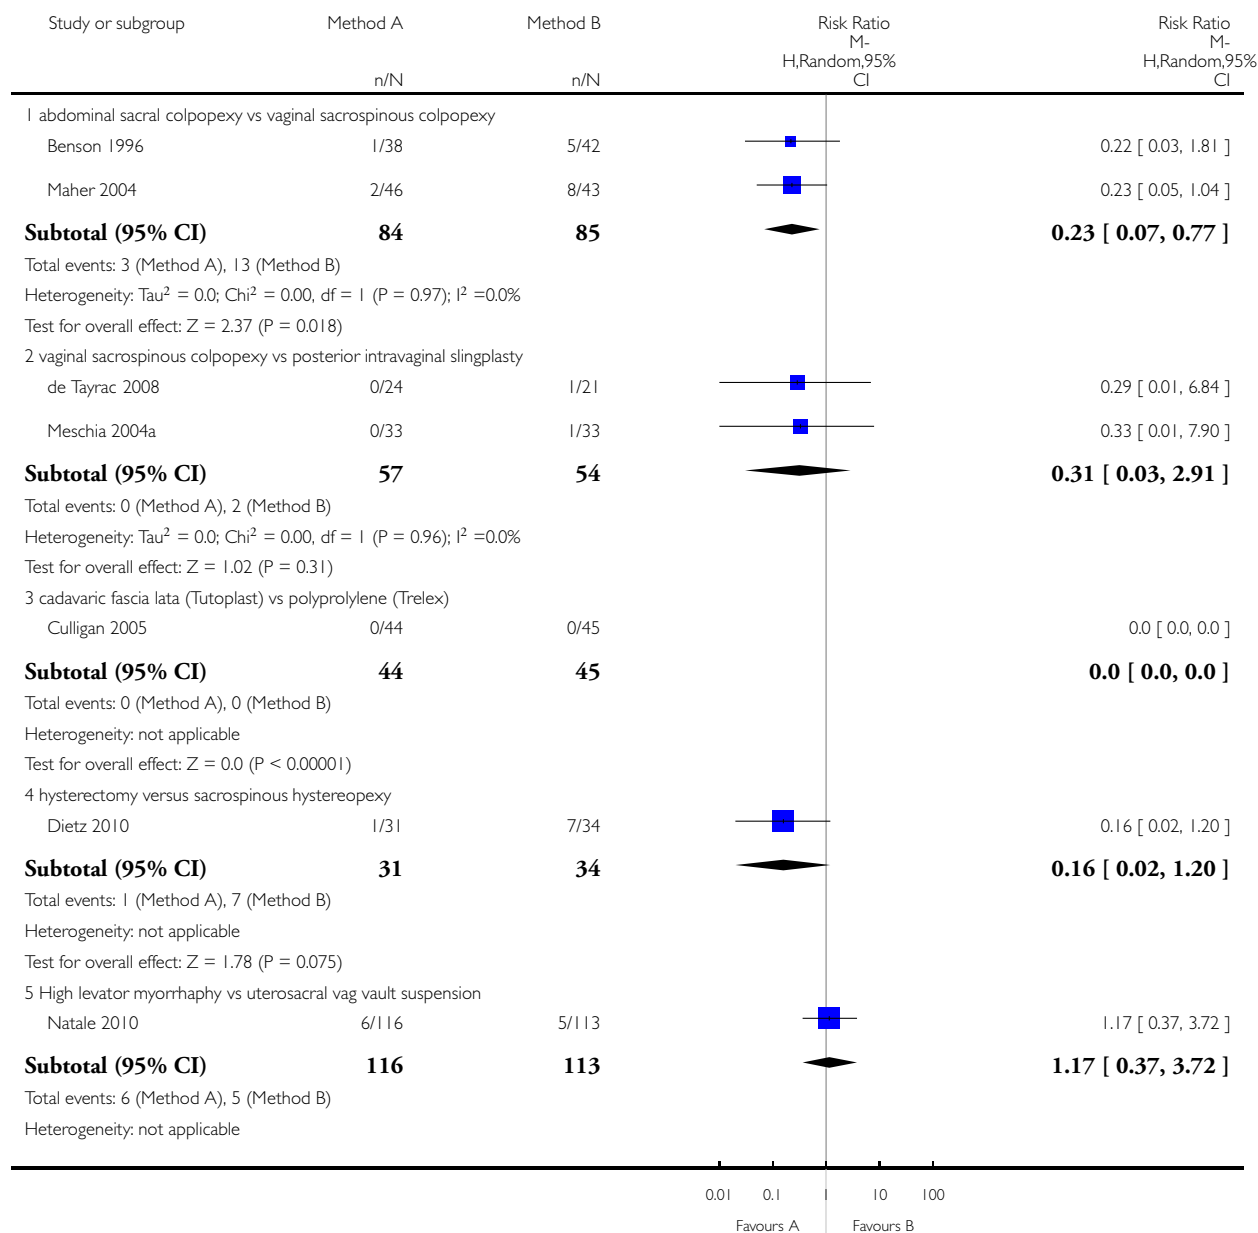 Study or subgroup Method A Method B Risk Ratio Risk Ratio
M- M-
H,Random,95% H,Random,95%
n/N n/N CI CI
1 abdominal sacral colpopexy vs vaginal sacrospinous colpopexy
Benson 1996 1/38 5/42 0.22 [ 0.03, 1.81 ]
Maher 2004 2/46 8/43 0.23 [ 0.05, 1.04 ]
Subtotal (95% CI) 84 85 0.23 [ 0.07, 0.77 ]
Total events: 3 (Method A), 13 (Method B)
Heterogeneity: Tau² = 0.0; Chi² = 0.00, df = 1 (P = 0.97); I² =0.0%
Test for overall effect: Z = 2.37 (P = 0.018)
2 vaginal sacrospinous colpopexy vs posterior intravaginal slingplasty
de Tayrac 2008 0/24 1/21 0.29 [ 0.01, 6.84 ]
Meschia 2004a 0/33 1/33 0.33 [ 0.01, 7.90 ]
Subtotal (95% CI) 57 54 0.31 [ 0.03, 2.91 ]
Total events: 0 (Method A), 2 (Method B)
Heterogeneity: Tau² = 0.0; Chi² = 0.00, df = 1 (P = 0.96); I² =0.0%
Test for overall effect: Z = 1.02 (P = 0.31)
3 cadavaric fascia lata (Tutoplast) vs polyprolylene (Trelex)
Culligan 2005 0/44 0/45 0.0 [ 0.0, 0.0 ]
Subtotal (95% CI) 44 45 0.0 [ 0.0, 0.0 ]
Total events: 0 (Method A), 0 (Method B)
Heterogeneity: not applicable
Test for overall effect: Z = 0.0 (P < 0.00001)
4 hysterectomy versus sacrospinous hystereopexy
Dietz 2010 1/31 7/34 0.16 [ 0.02, 1.20 ]
Subtotal (95% CI) 31 34 0.16 [ 0.02, 1.20 ]
Total events: 1 (Method A), 7 (Method B)
Heterogeneity: not applicable
Test for overall effect: Z = 1.78 (P = 0.075)
5 High levator myorrhaphy vs uterosacral vag vault suspension
Natale 2010 6/116 5/113 1.17 [ 0.37, 3.72 ]
Subtotal (95% CI) 116 113 1.17 [ 0.37, 3.72 ]
Total events: 6 (Method A), 5 (Method B)
Heterogeneity: not applicable
0.01 0.1 1 10 100
Favours A Favours B